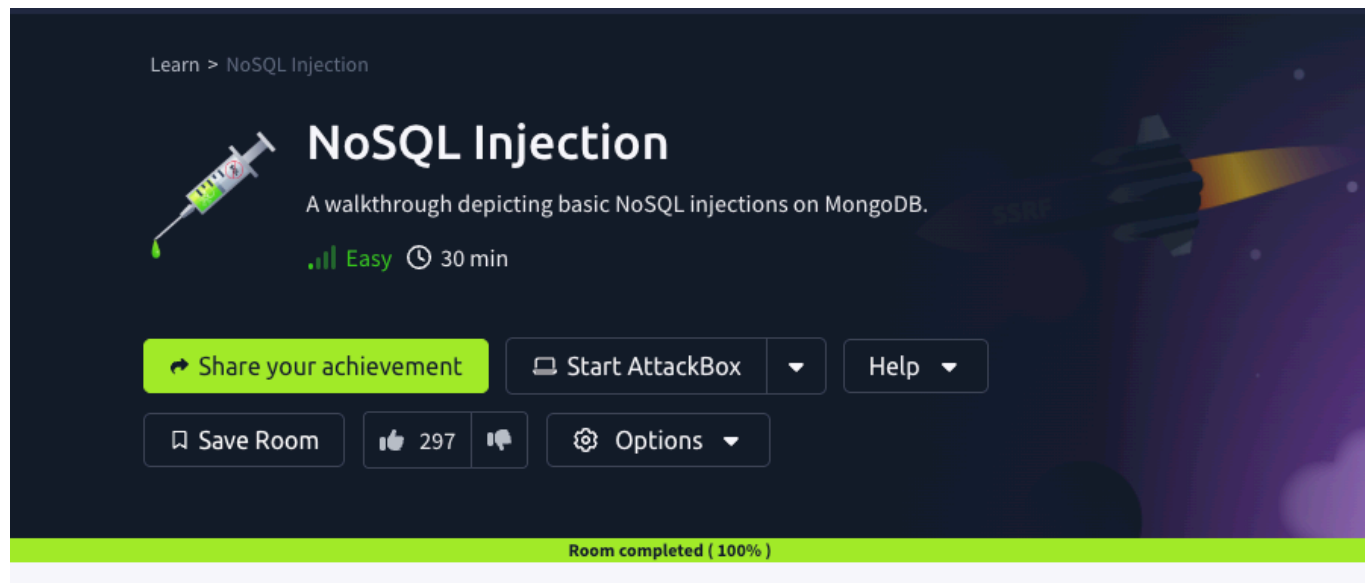 Learn > NoSQL Injection
NoSQL Injection
A walkthrough depicting basic NoSQL injections on MongoDB.
Easy 30 min
SSRF
Share your achievement Start AttackBox Help
Save Room 297 Options
Room completed ( 100% )